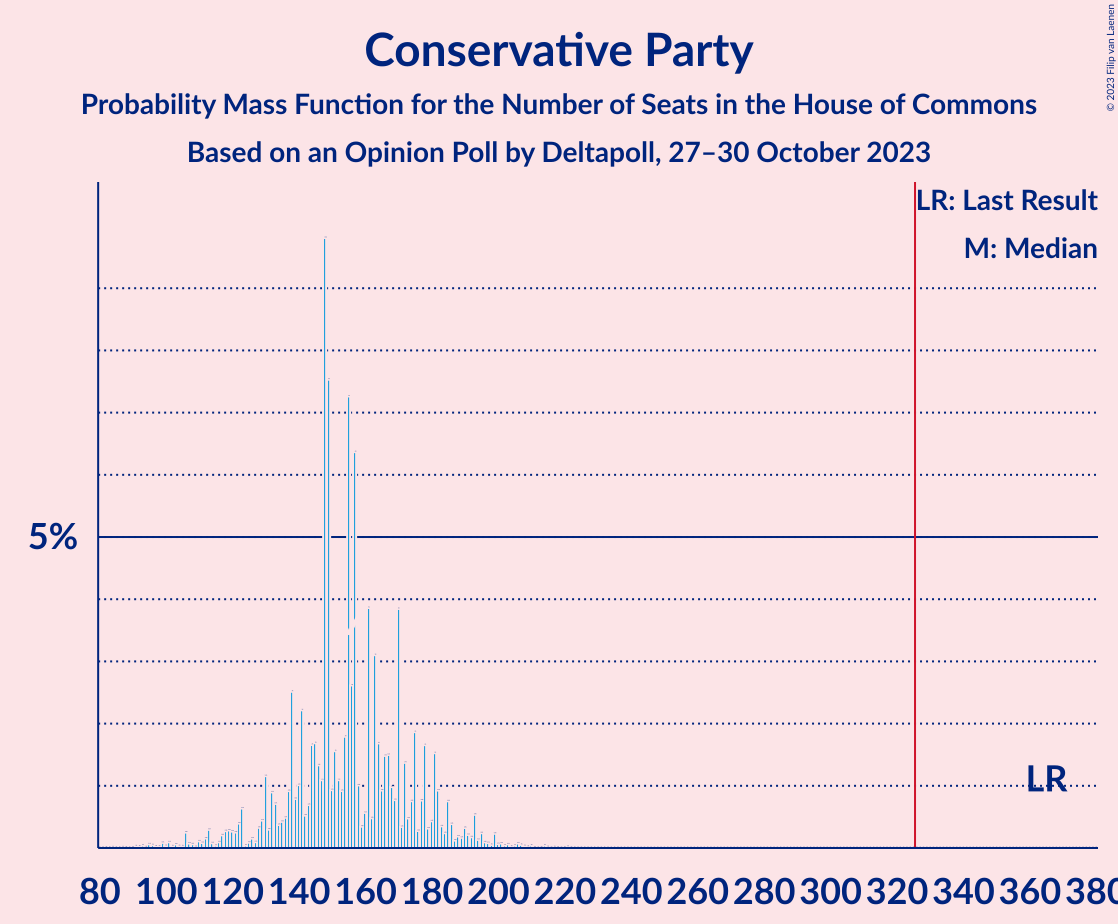 Conservative Party
Probability Mass Function for the Number of Seats in the House of Commons
Based on an Opinion Poll by Deltapoll, 27–30 October 2023
© 2023 Filip van Laenen
LR: Last Result
M: Median
5%
LR
80 100 120 140 160 180 200 220 240 260 280 300 320 340 360 380